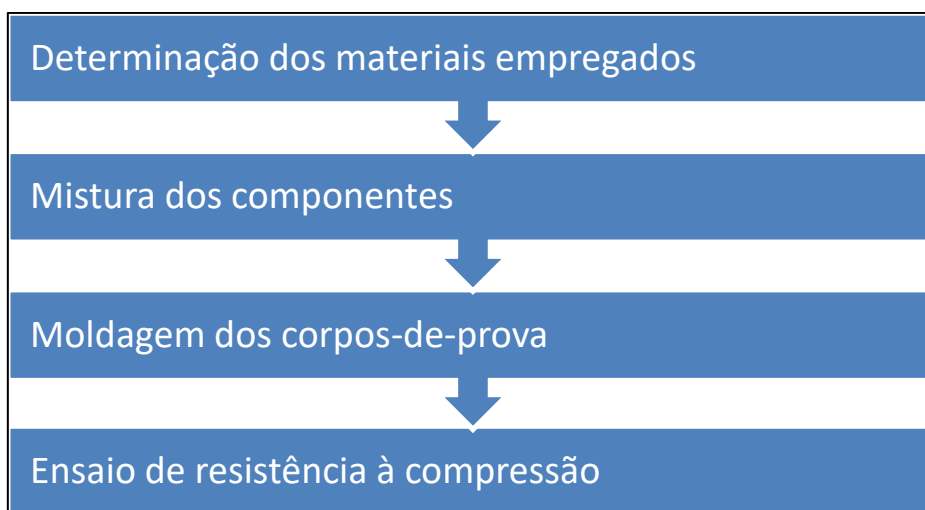 Determinação dos materiais empregados
Mistura dos componentes
Moldagem dos corpos-de-prova
Ensaio de resistência à compressão